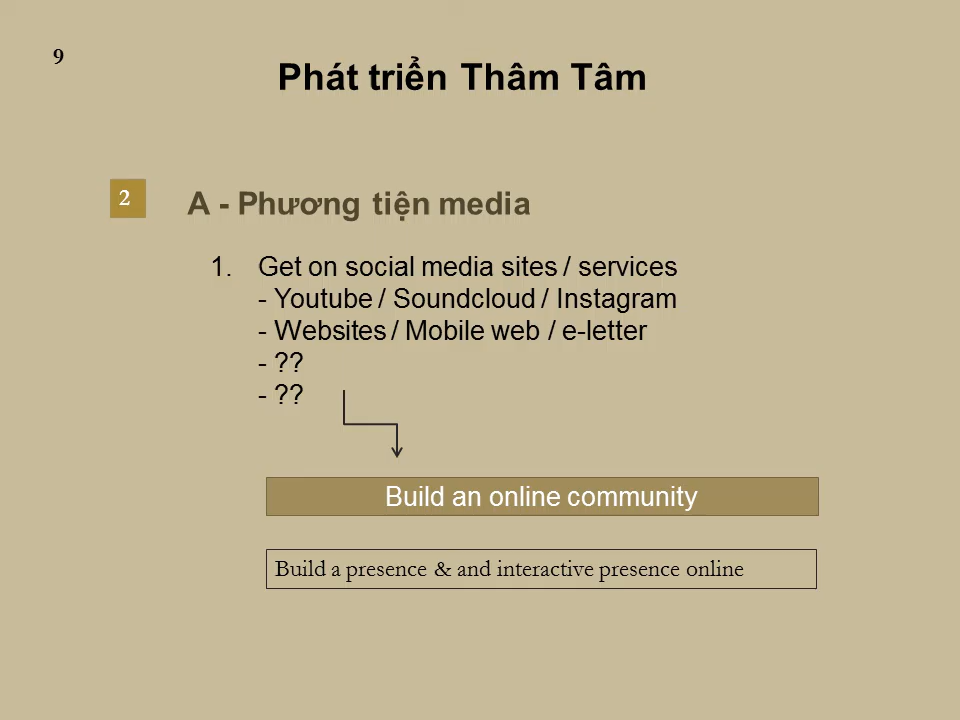 9
Phát triển Thâm Tâm
2
A - Phương tiện media
1. Get on social media sites / services
- Youtube / Soundcloud / Instagram
- Websites / Mobile web / e-letter
- ??
- ??
Build an online community
Build a presence & and interactive presence online